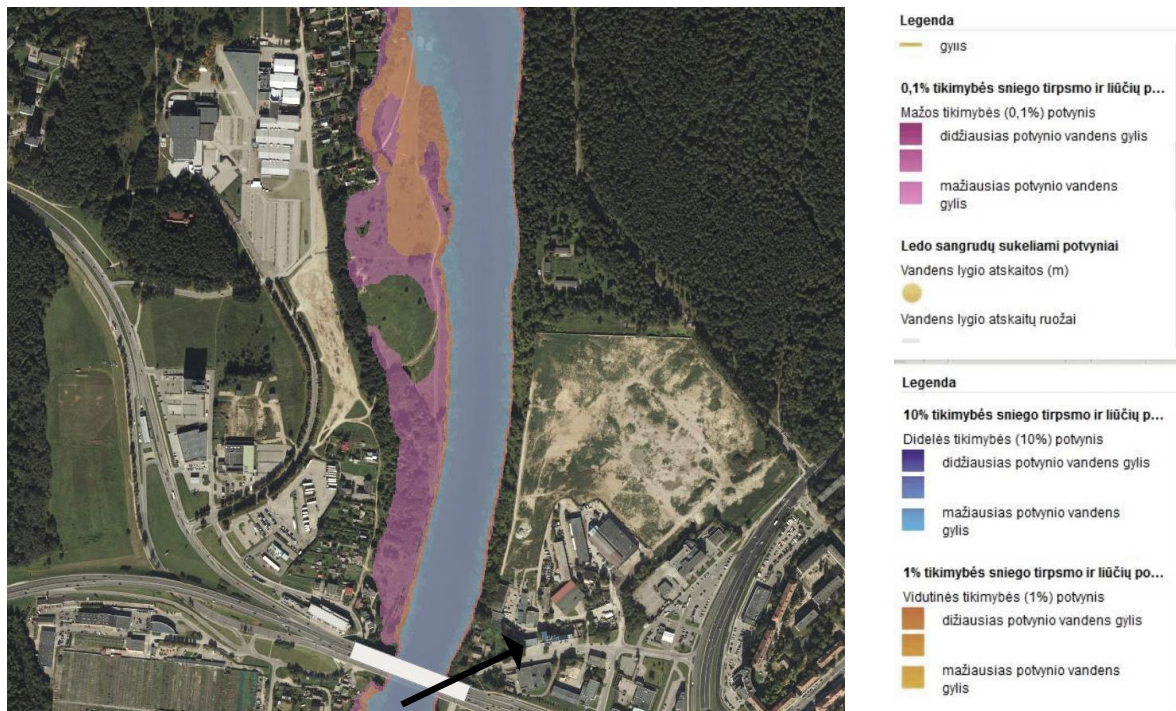 Legenda
gylis
0,1% tikimybės sniego tirpsmo ir liūčių p...
Mažos tikimybės (0,1%) potvynis
didžiausias potvynio vandens gylis
mažiausias potvynio vandens
gylis
Ledo sangrudų sukeliami potvyniai
Vandens lygio atskaitos (m)
Vandens lygio atskaitų ruožai
Legenda
10% tikimybės sniego tirpsmo ir liūčių p...
Didelės tikimybės (10%) potvynis
didžiausias potvynio vandens gylis
mažiausias potvynio vandens
gylis
1% tikimybės sniego tirpsmo ir liūčių po...
Vidutinės tikimybės (1%) potvynis
džiausias potvynio vandens gylis
mažiausias potvynio vandens
gylis